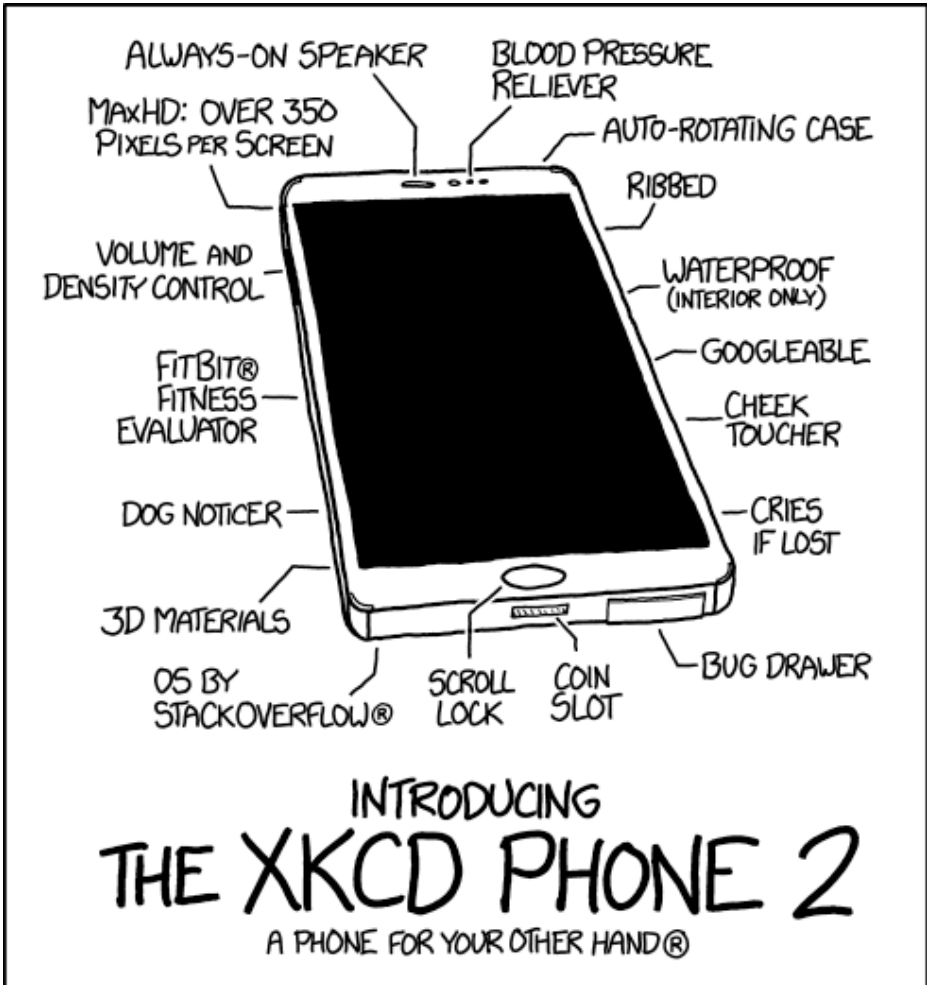 ALWAYS-ON SPEAKER
BLOOD PRESSURE
RELIEVER
MAXHD: OVER 350
PIXELS PER SCREEN
AUTO-ROTATING CASE
RIBBED
VOLUME AND
DENSITY CONTROL
WATERPROOF
(INTERIOR ONLY)
GOOGLEABLE
FITBIT®
FITNESS
EVALUATOR
CHEEK
TOUCHER
DOG NOTICER
CRIES
IF LOST
3D MATERIALS
OS BY
STACKOVERFLOW®
SCROLL
LOCK
COIN
SLOT
BUG DRAWER
INTRODUCING
THE XKCD PHONE 2
A PHONE FOR YOUR OTHER HAND®